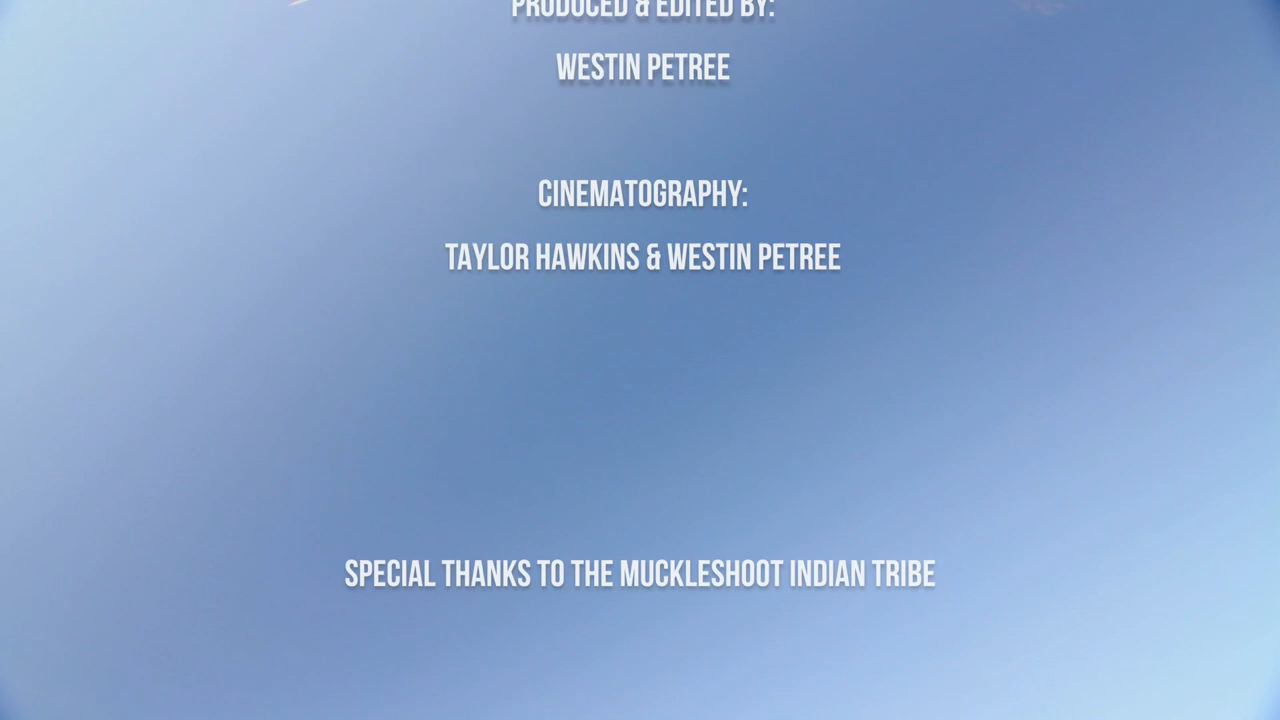 PRODUCED & EDITED BY:
WESTIN PETREE
CINEMATOGRAPHY:
TAYLOR HAWKINS & WESTIN PETREE
SPECIAL THANKS TO THE MUCKLESHOOT INDIAN TRIBE